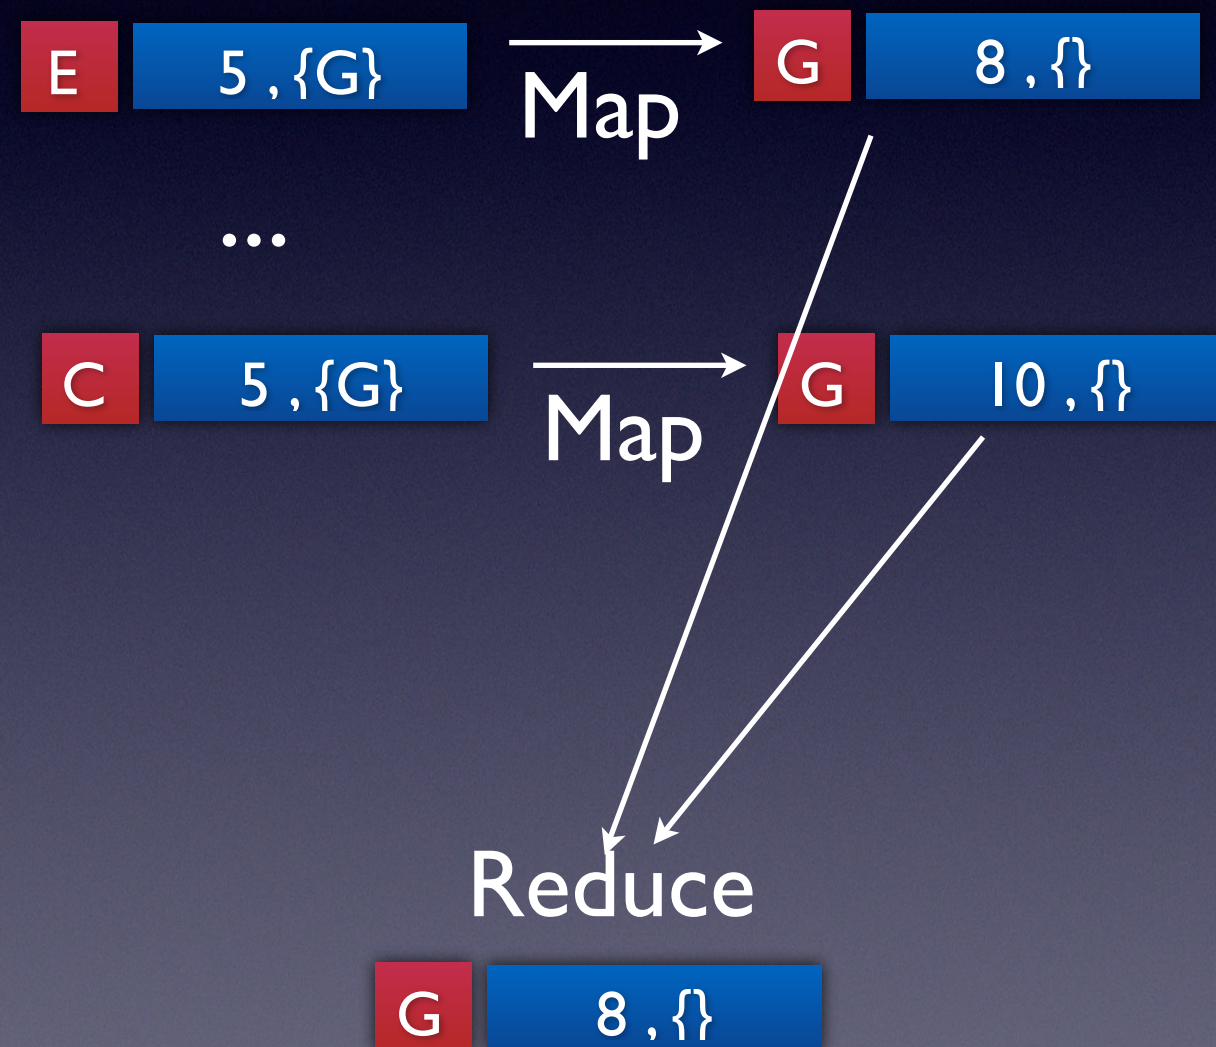 E 5 , {G} G 8 , {}
Map
...
C 5 , {G} G 10 , {}
Map
Reduce
G 8 , {}